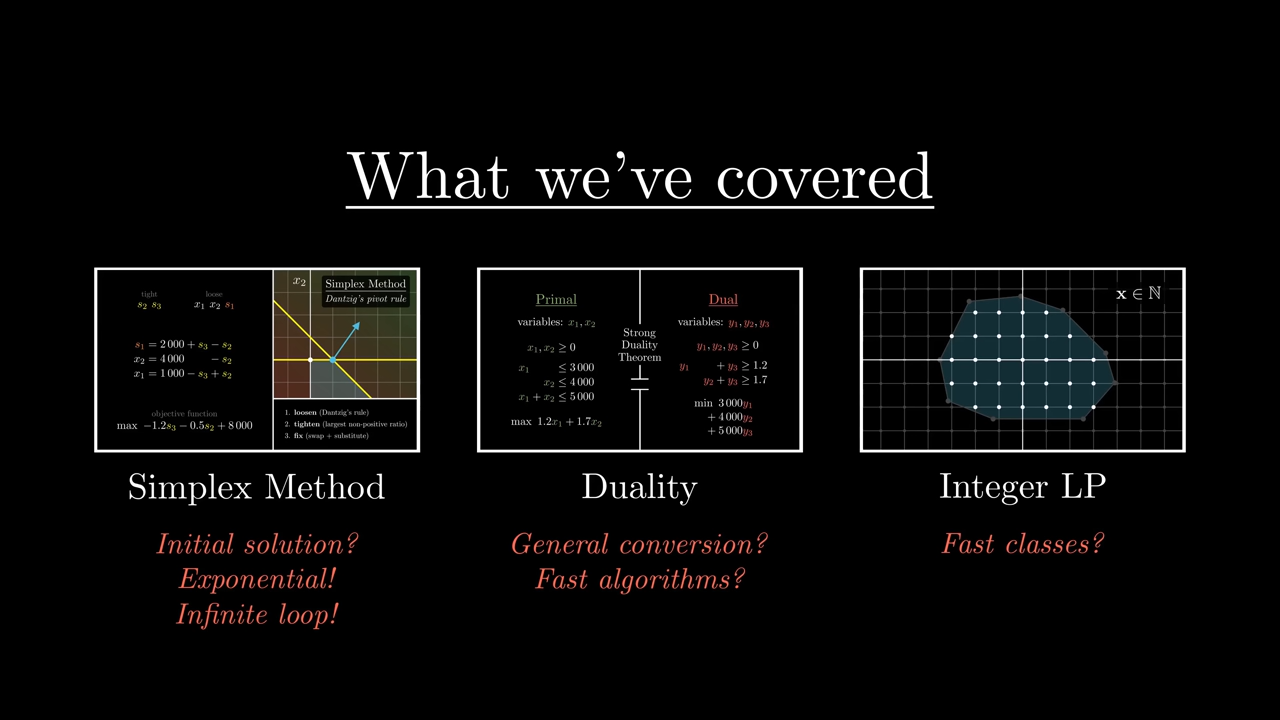 What we've covered
tight loose
s₂ s₃ x₁ x₂ s₁
s₁ = 2 000 + s₃ − s₂
x₂ = 4 000 − s₂
x₁ = 1 000 − s₃ + s₂
objective function
max −1.2s₃ − 0.5s₂ + 8 000
x₂
Simplex Method
Dantzig's pivot rule
1. loosen (Dantzig's rule)
2. tighten (largest non-positive ratio)
3. fix (swap + substitute)
Simplex Method
Initial solution?
Exponential!
Infinite loop!
Primal
variables: x₁, x₂
x₁, x₂ ≥ 0
x₁ ≤ 3 000
x₂ ≤ 4 000
x₁ + x₂ ≤ 5 000
max 1.2x₁ + 1.7x₂
Strong
Duality
Theorem
Dual
variables: y₁, y₂, y₃
y₁, y₂, y₃ ≥ 0
y₁ + y₃ ≥ 1.2
y₂ + y₃ ≥ 1.7
min 3 000y₁
+ 4 000y₂
+ 5 000y₃
Duality
General conversion?
Fast algorithms?
x ∈ ℕ
Integer LP
Fast classes?